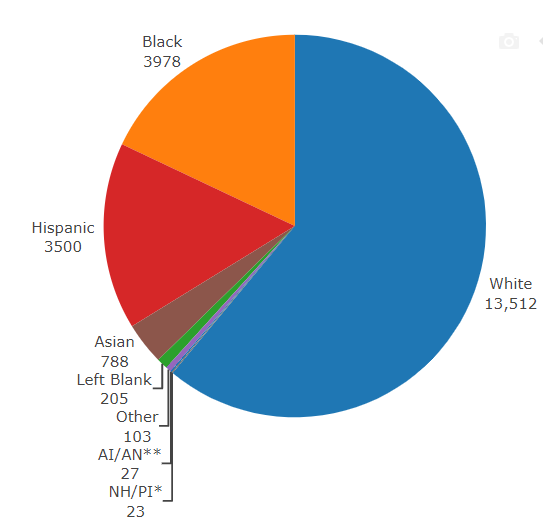 Black
3978
Hispanic
3500
White
13,512
Asian
788
Left Blank
205
Other
103
AI/AN**
27
NH/PI*
23